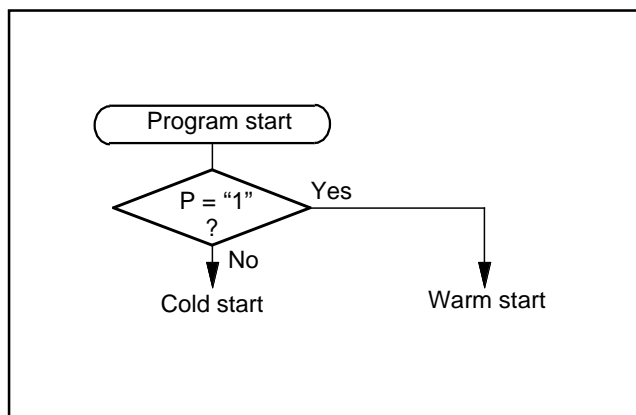 Program start
P = “1”
?
Yes
No
Cold start
Warm start